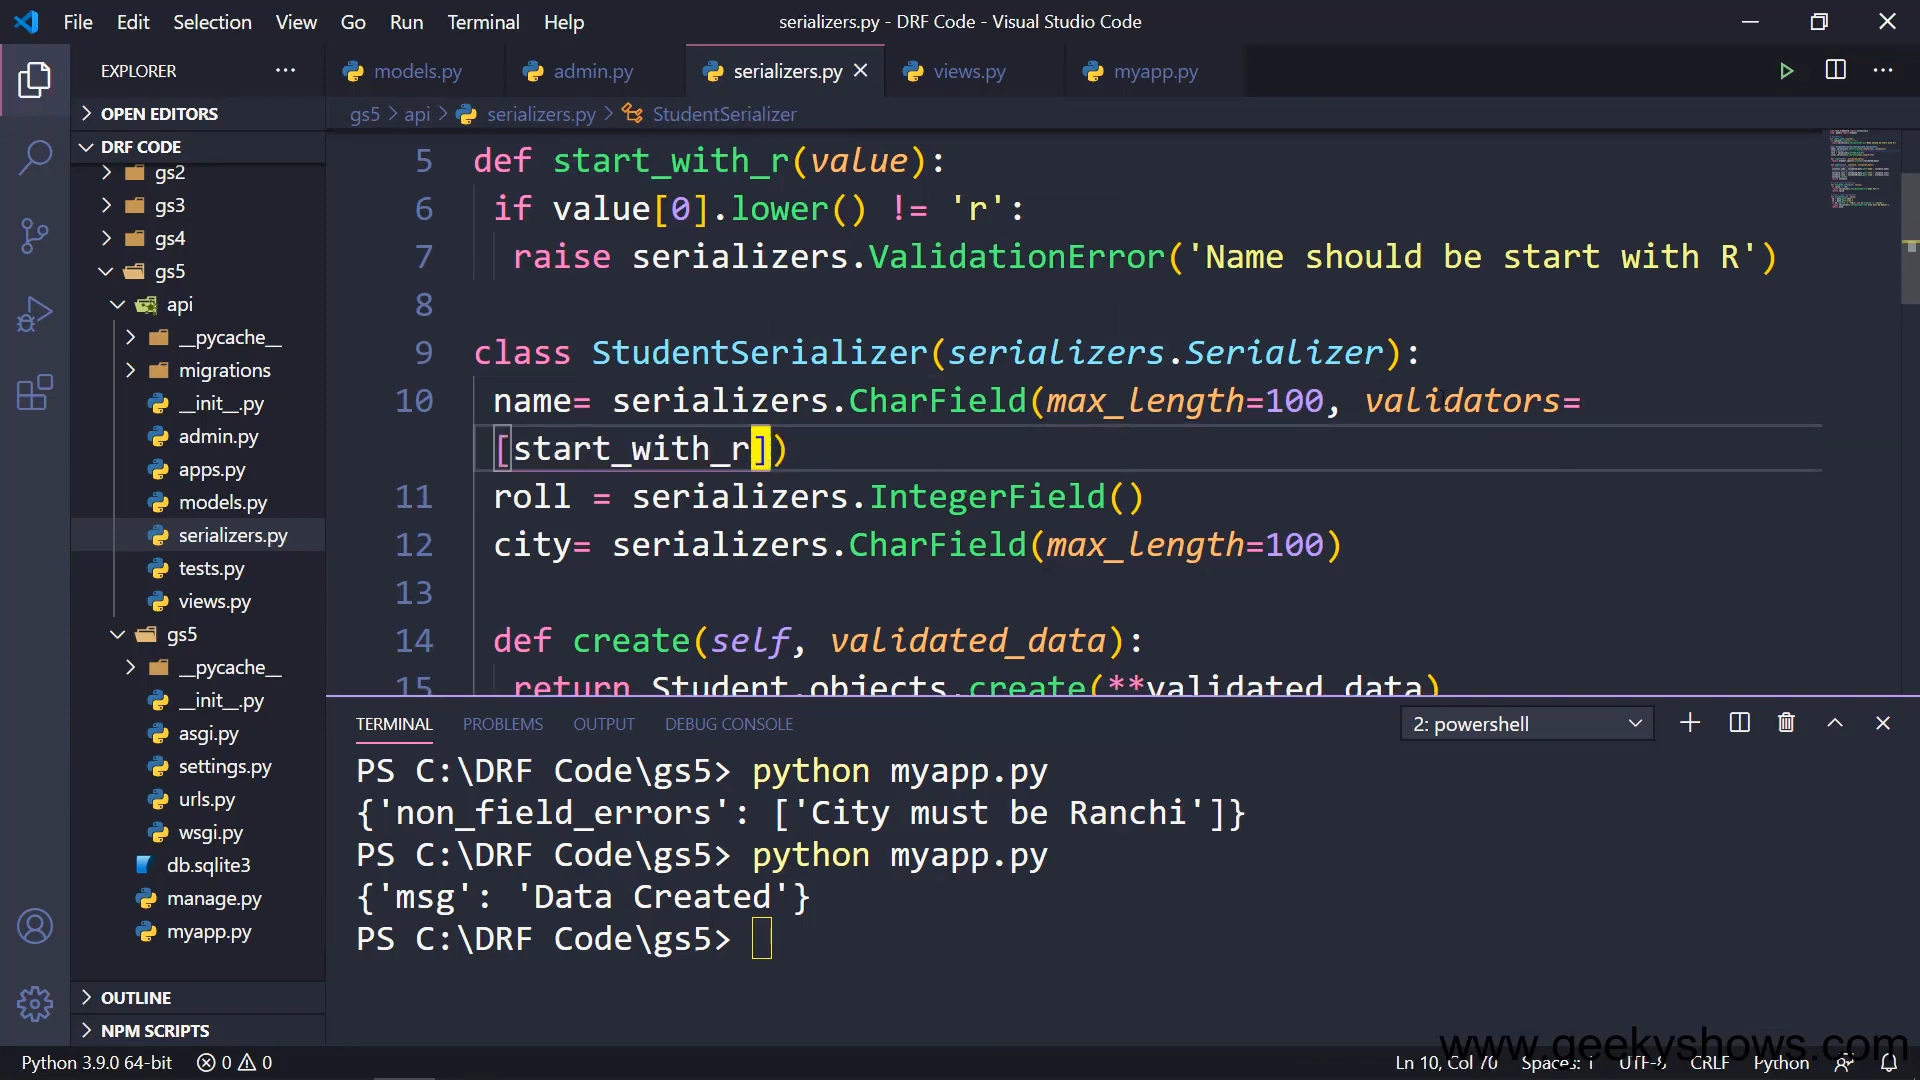 File Edit Selection View Go Run Terminal Help
serializers.py - DRF Code - Visual Studio Code
EXPLORER
models.py admin.py serializers.py views.py myapp.py
gs5 > api > serializers.py > StudentSerializer
OPEN EDITORS
DRF CODE
gs2
gs3
gs4
gs5
api
__pycache__
migrations
__init__.py
admin.py
apps.py
models.py
serializers.py
tests.py
views.py
gs5
__pycache__
__init__.py
asgi.py
settings.py
urls.py
wsgi.py
db.sqlite3
manage.py
myapp.py
OUTLINE
NPM SCRIPTS
5 def start_with_r(value):
6 if value[0].lower() != 'r':
7 raise serializers.ValidationError('Name should be start with R')
8
9 class StudentSerializer(serializers.Serializer):
10 name= serializers.CharField(max_length=100, validators=
[start_with_r])
11 roll = serializers.IntegerField()
12 city= serializers.CharField(max_length=100)
13
14 def create(self, validated_data):
15 return Student.objects.create(**validated_data)
TERMINAL PROBLEMS OUTPUT DEBUG CONSOLE
2: powershell
PS C:\DRF Code\gs5> python myapp.py
{'non_field_errors': ['City must be Ranchi']}
PS C:\DRF Code\gs5> python myapp.py
{'msg': 'Data Created'}
PS C:\DRF Code\gs5>
www.geekyshows.com
Python 3.9.0 64-bit 0 0
Ln 10, Col 70 Spaces: 1 UTF-8 CRLF Python